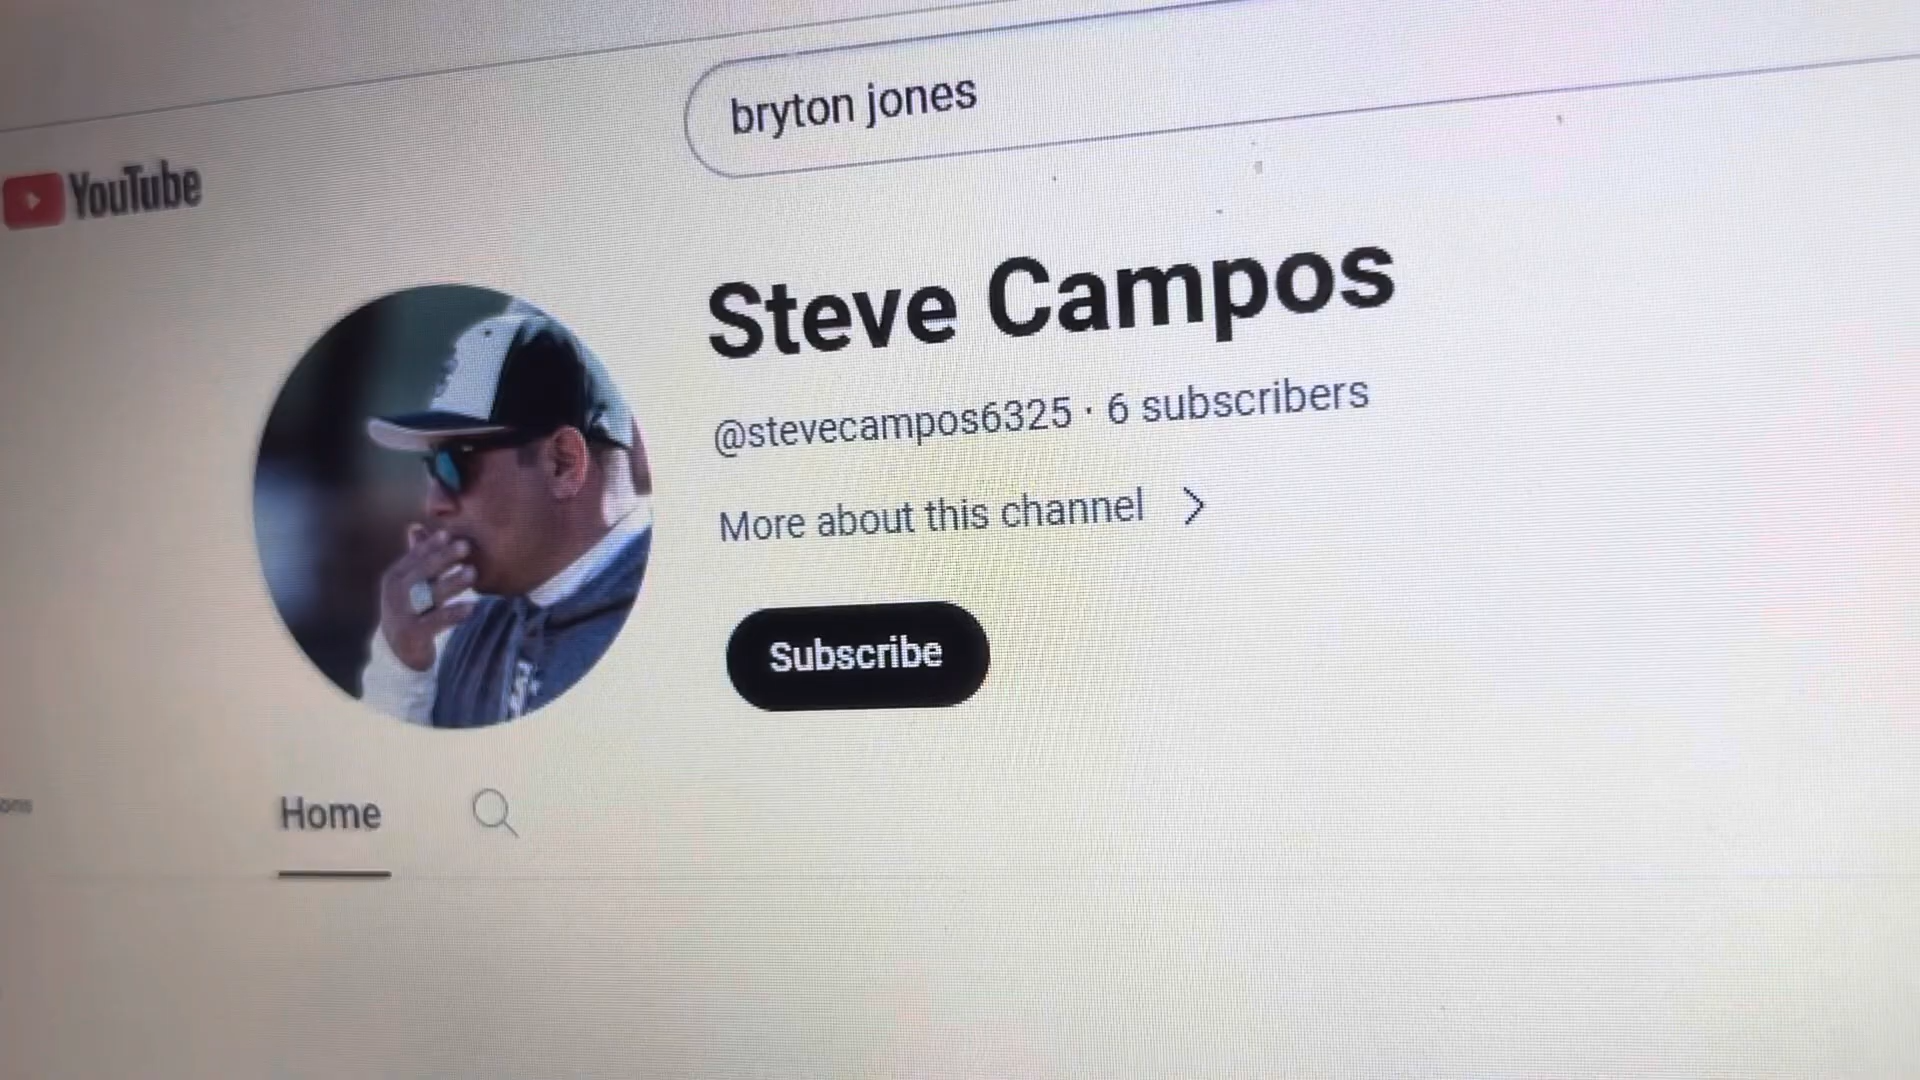 bryton jones
YouTube
Steve Campos
@stevecampos6325 · 6 subscribers
More about this channel
Subscribe
Home